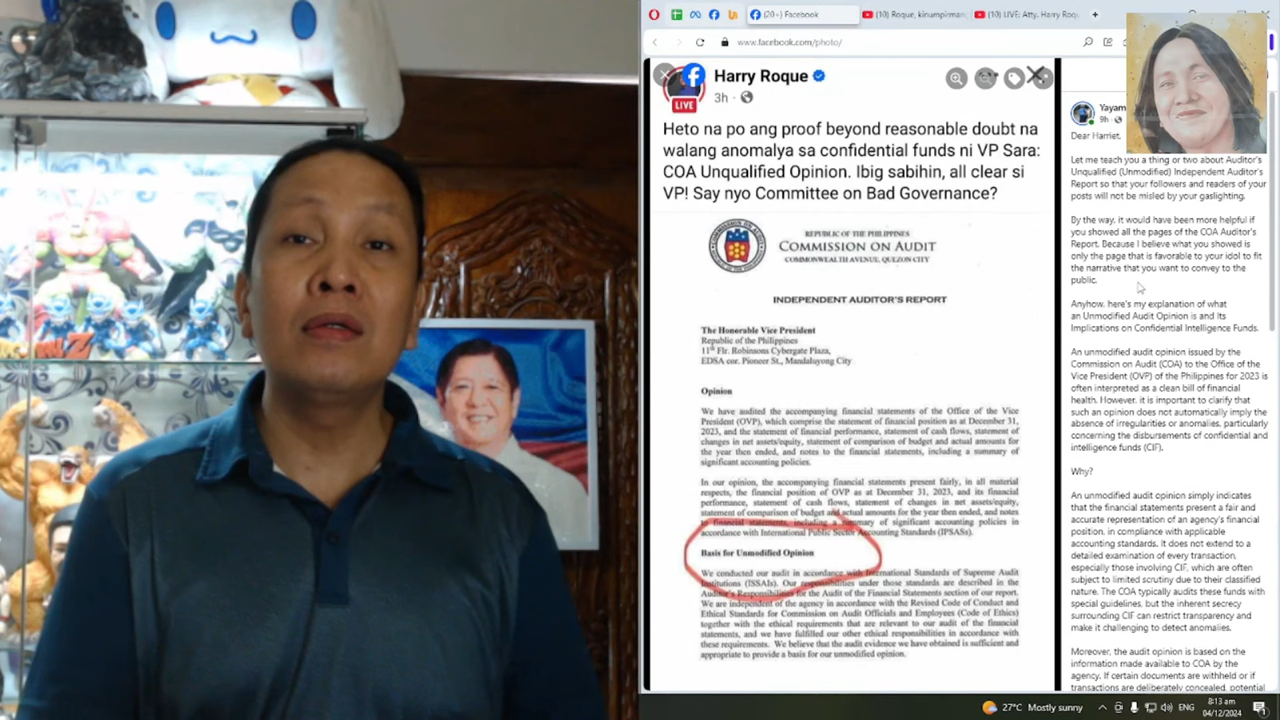 (20+) Facebook
(10) Roque, kinumpirman,
(10) LIVE: Atty. Harry Roqu
www.facebook.com/photo/
Harry Roque
LIVE
3h
Heto na po ang proof beyond reasonable doubt na
walang anomalya sa confidential funds ni VP Sara:
COA Unqualified Opinion. Ibig sabihin, all clear si
VP! Say nyo Committee on Bad Governance?
REPUBLIC OF THE PHILIPPINES
COMMISSION ON AUDIT
COMMONWEALTH AVENUE, QUEZON CITY
INDEPENDENT AUDITOR'S REPORT
The Honorable Vice President
Republic of the Philippines
11th Flr. Robinsons Cybergate Plaza,
EDSA cor. Pioneer St., Mandaluyong City
Opinion
We have audited the accompanying financial statements of the Office of the Vice
President (OVP), which comprise the statement of financial position as at December 31,
2023, and the statement of financial performance, statement of cash flows, statement of
changes in net assets/equity, statement of comparison of budget and actual amounts for
the year then ended, and notes to the financial statements, including a summary of
significant accounting policies.
In our opinion, the accompanying financial statements present fairly, in all material
respects, the financial position of OVP as at December 31, 2023, and its financial
performance, statement of cash flows, statement of changes in net assets/equity,
statement of comparison of budget and actual amounts for the year then ended, and notes
to financial statements, including a summary of significant accounting policies in
accordance with International Public Sector Accounting Standards (IPSASs).
Basis for Unmodified Opinion
We conducted our audit in accordance with International Standards of Supreme Audit
Institutions (ISSAIs). Our responsibilities under those standards are described in the
Auditor's Responsibilities for the Audit of the Financial Statements section of our report.
We are independent of the agency in accordance with the Revised Code of Conduct and
Ethical Standards for Commission on Audit Officials and Employees (Code of Ethics)
together with the ethical requirements that are relevant to our audit of the financial
statements, and we have fulfilled our other ethical responsibilities in accordance with
these requirements. We believe that the audit evidence we have obtained is sufficient and
appropriate to provide a basis for our unmodified opinion.
Yayam
9h
Dear Harriet,
Let me teach you a thing or two about Auditor's
Unqualified (Unmodified) Independent Auditor's
Report so that your followers and readers of your
posts will not be misled by your gaslighting.
By the way, it would have been more helpful if
you showed all the pages of the COA Auditor's
Report. Because I believe what you showed is
only the page that is favorable to your idol to fit
the narrative that you want to convey to the
public.
Anyhow, here's my explanation of what
an Unmodified Audit Opinion is and Its
Implications on Confidential Intelligence Funds.
An unmodified audit opinion issued by the
Commission on Audit (COA) to the Office of the
Vice President (OVP) of the Philippines for 2023 is
often interpreted as a clean bill of financial
health. However, it is important to clarify that
such an opinion does not automatically imply the
absence of irregularities or anomalies, particularly
concerning the disbursements of confidential and
intelligence funds (CIF).
Why?
An unmodified audit opinion simply indicates
that the financial statements present a fair and
accurate representation of an agency's financial
position, in compliance with applicable
accounting standards. It does not extend to a
detailed examination of every transaction,
especially those involving CIF, which are often
subject to limited scrutiny due to their classified
nature. The COA typically audits these funds with
special guidelines, but the inherent secrecy
surrounding CIF can restrict transparency and
make it challenging to detect anomalies.
Moreover, the audit opinion is based on the
information made available to COA by the
agency. If certain documents are withheld or if
transactions are deliberately concealed, potential
27°C Mostly sunny
ENG
8:13 am
04/12/2024